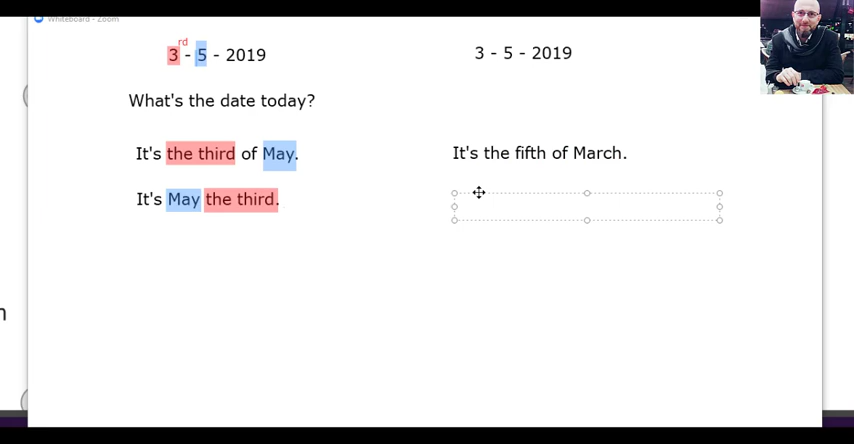 Whiteboard - Zoom
rd
3 - 5 - 2019
3 - 5 - 2019
What's the date today?
It's the third of May.
It's the fifth of March.
It's May the third.